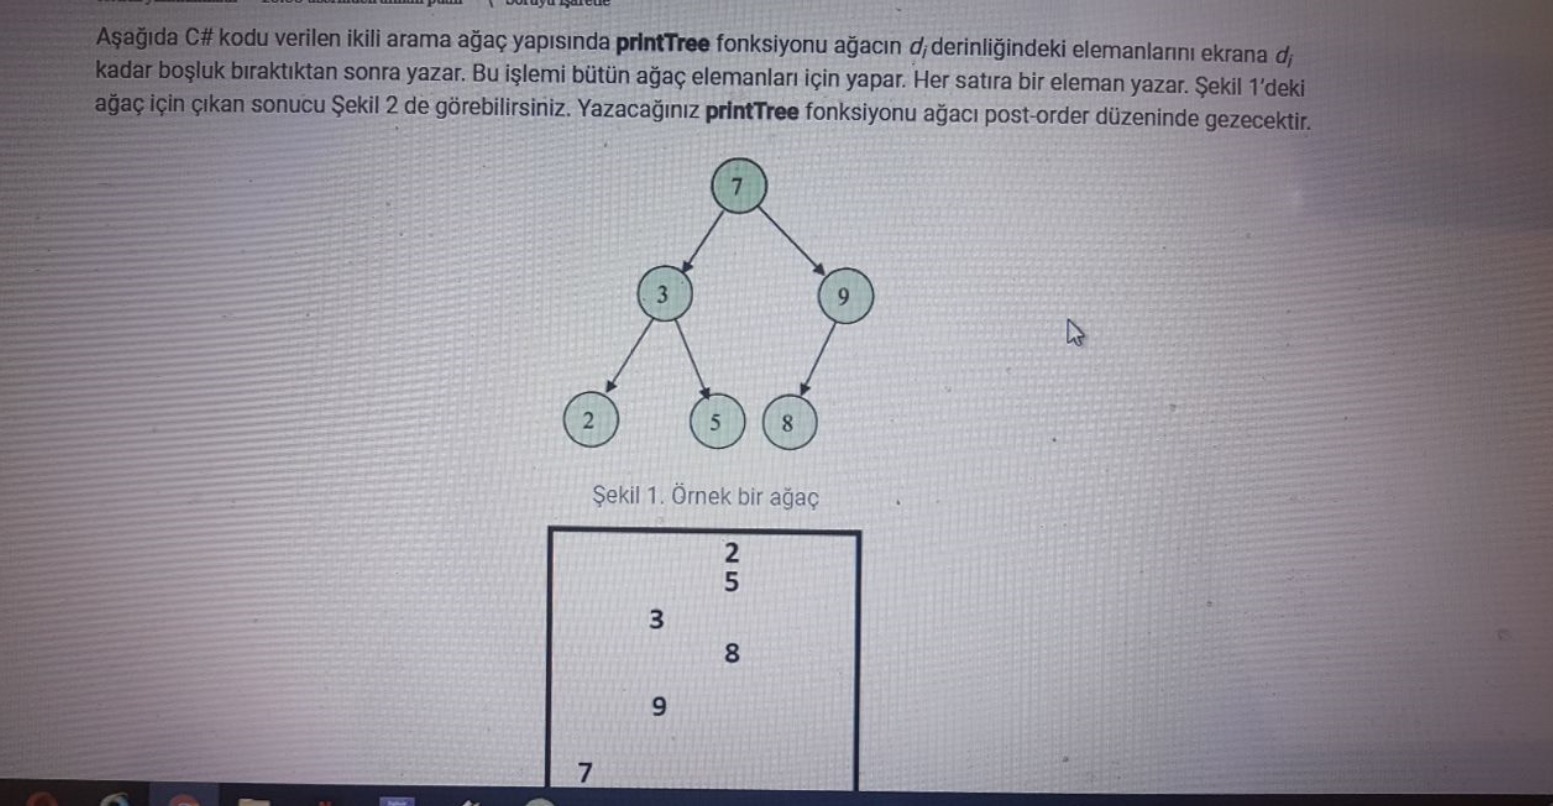 Aşağıda C# kodu verilen ikili arama ağaç yapısında printTree fonksiyonu ağacın di derinliğindeki elemanlarını ekrana di
kadar boşluk bıraktıktan sonra yazar. Bu işlemi bütün ağaç elemanları için yapar. Her satıra bir eleman yazar. Şekil 1'deki
ağaç için çıkan sonucu Şekil 2 de görebilirsiniz. Yazacağınız printTree fonksiyonu ağacı post-order düzeninde gezecektir.
7
3 9
2 5 8
Şekil 1. Örnek bir ağaç
2
5
3
8
9
7